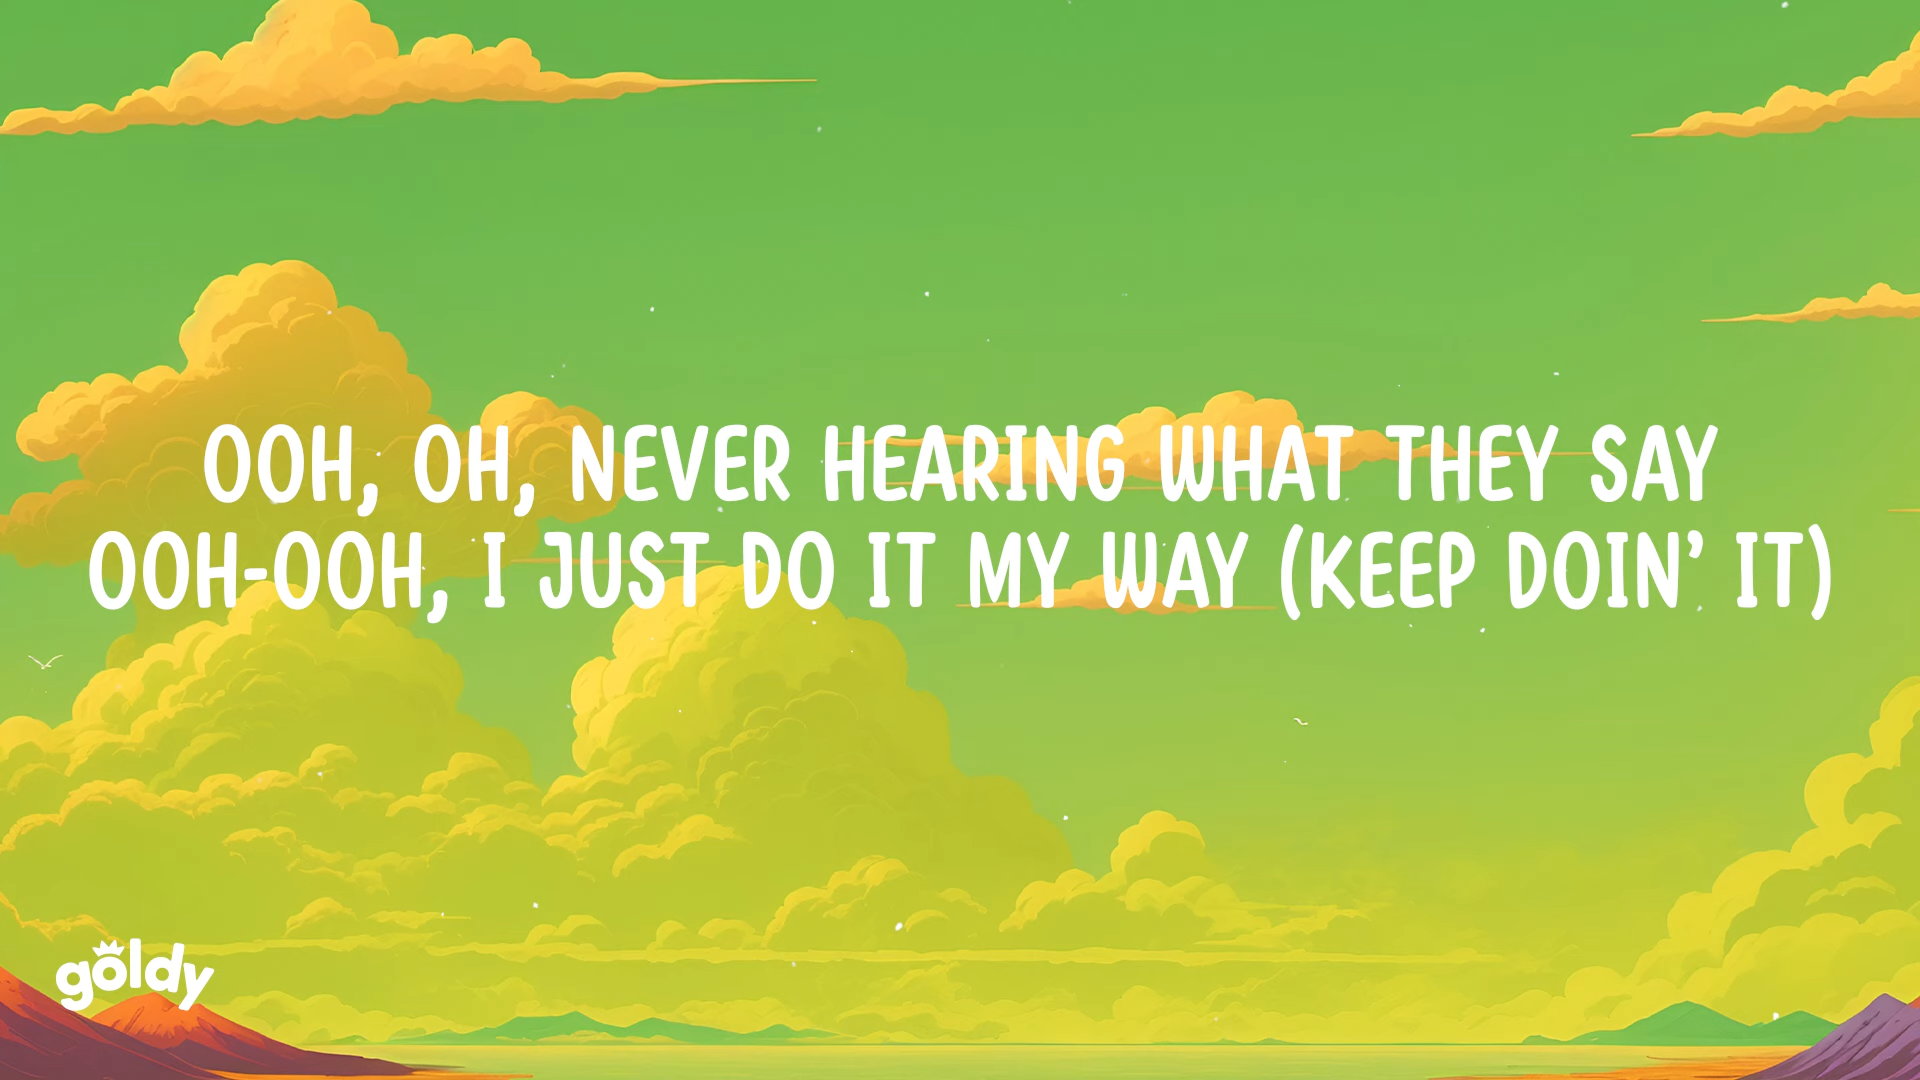 OOH, OH, NEVER HEARING WHAT THEY SAY
OOH-OOH, I JUST DO IT MY WAY (KEEP DOIN' IT)
goldy